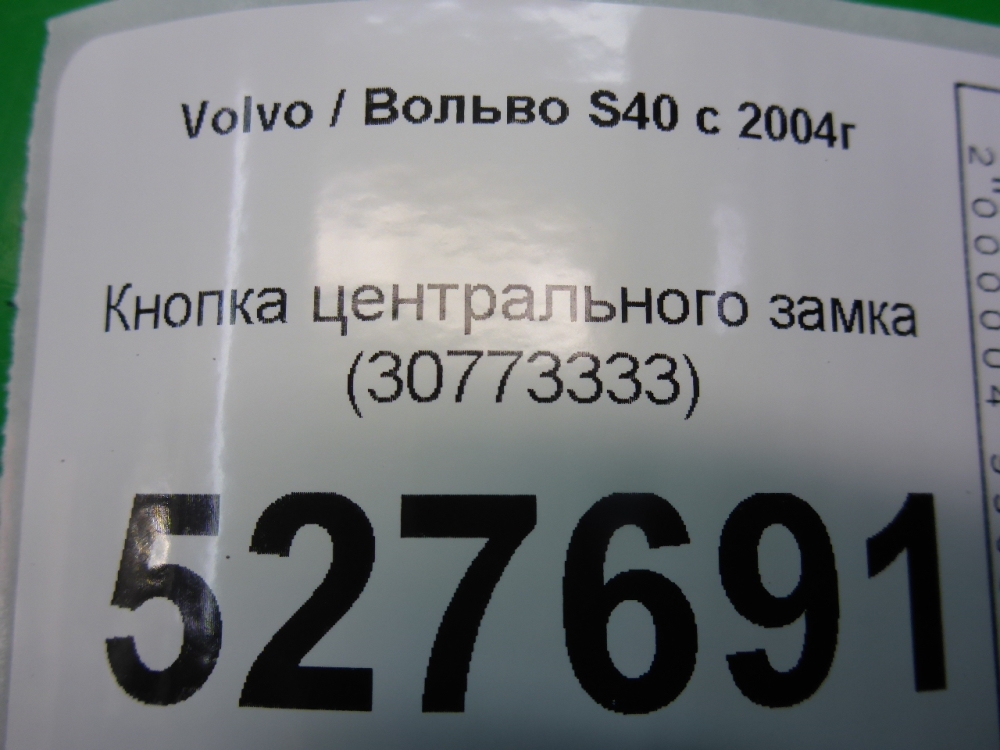 Volvo / Вольво S40 с 2004г
Кнопка центрального замка
(30773333)
527691